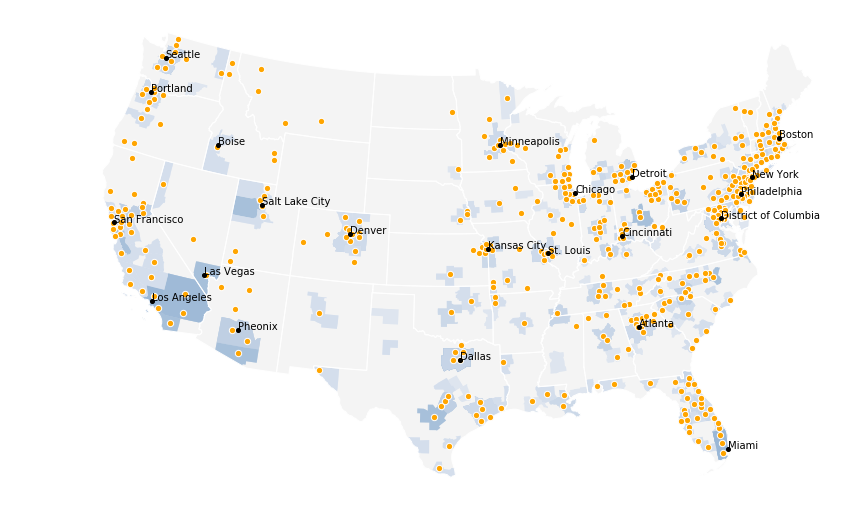 Seattle
Portland
Boise
Minneapolis
Boston
Detroit
New York
Chicago
Philadelphia
Salt Lake City
District of Columbia
San Francisco
Denver
Cincinnati
Kansas City
St. Louis
Las Vegas
Los Angeles
Atlanta
Pheonix
Dallas
Miami